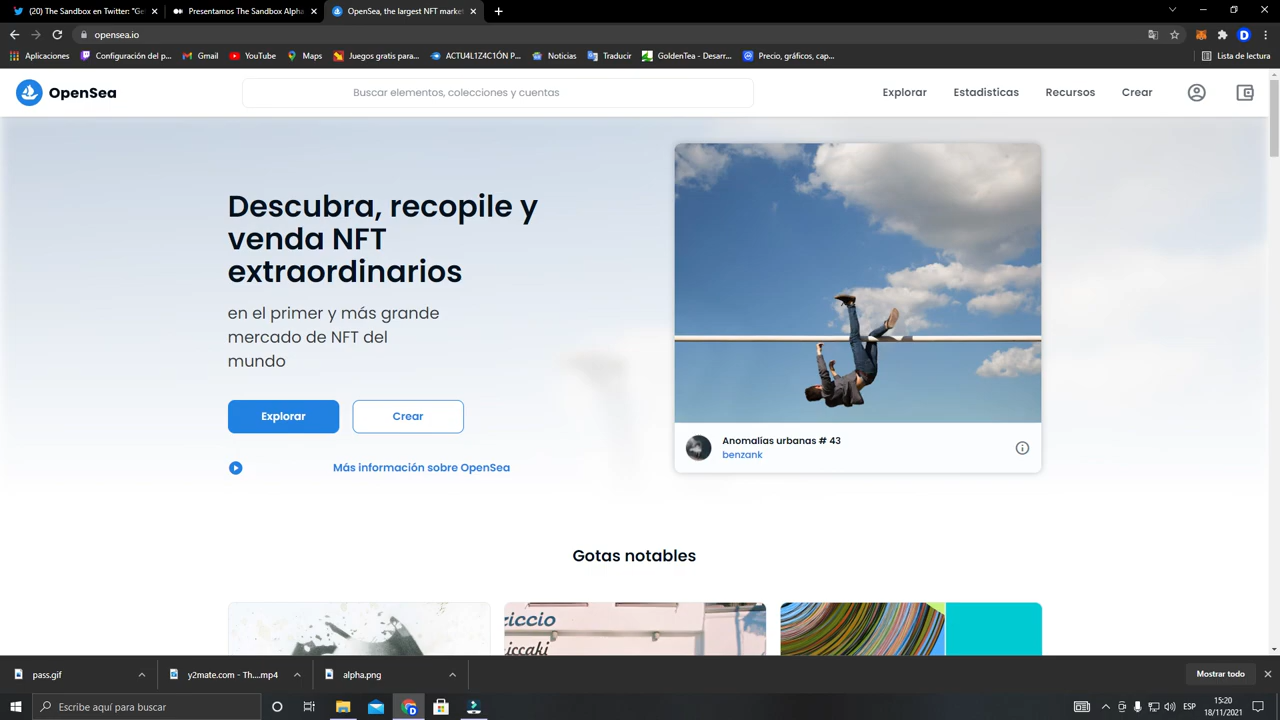 (20) The Sandbox en Twitter: "Ge
Presentamos The Sandbox Alpha
OpenSea, the largest NFT market
opensea.io
Aplicaciones
Configuración del p...
Gmail
YouTube
Maps
Juegos gratis para...
ACTU4L1Z4C1ÓN P...
Noticias
Traducir
GoldenTea - Desarr...
Precio, gráficos, cap...
Lista de lectura
OpenSea
Buscar elementos, colecciones y cuentas
Explorar
Estadísticas
Recursos
Crear
Descubra, recopile y
venda NFT
extraordinarios
en el primer y más grande
mercado de NFT del
mundo
Explorar
Crear
Más información sobre OpenSea
Anomalías urbanas # 43
benzank
Gotas notables
ziccio
iccaki
pass.gif
y2mate.com - Th....mp4
alpha.png
Mostrar todo
Escribe aquí para buscar
ESP
15:20
18/11/2021